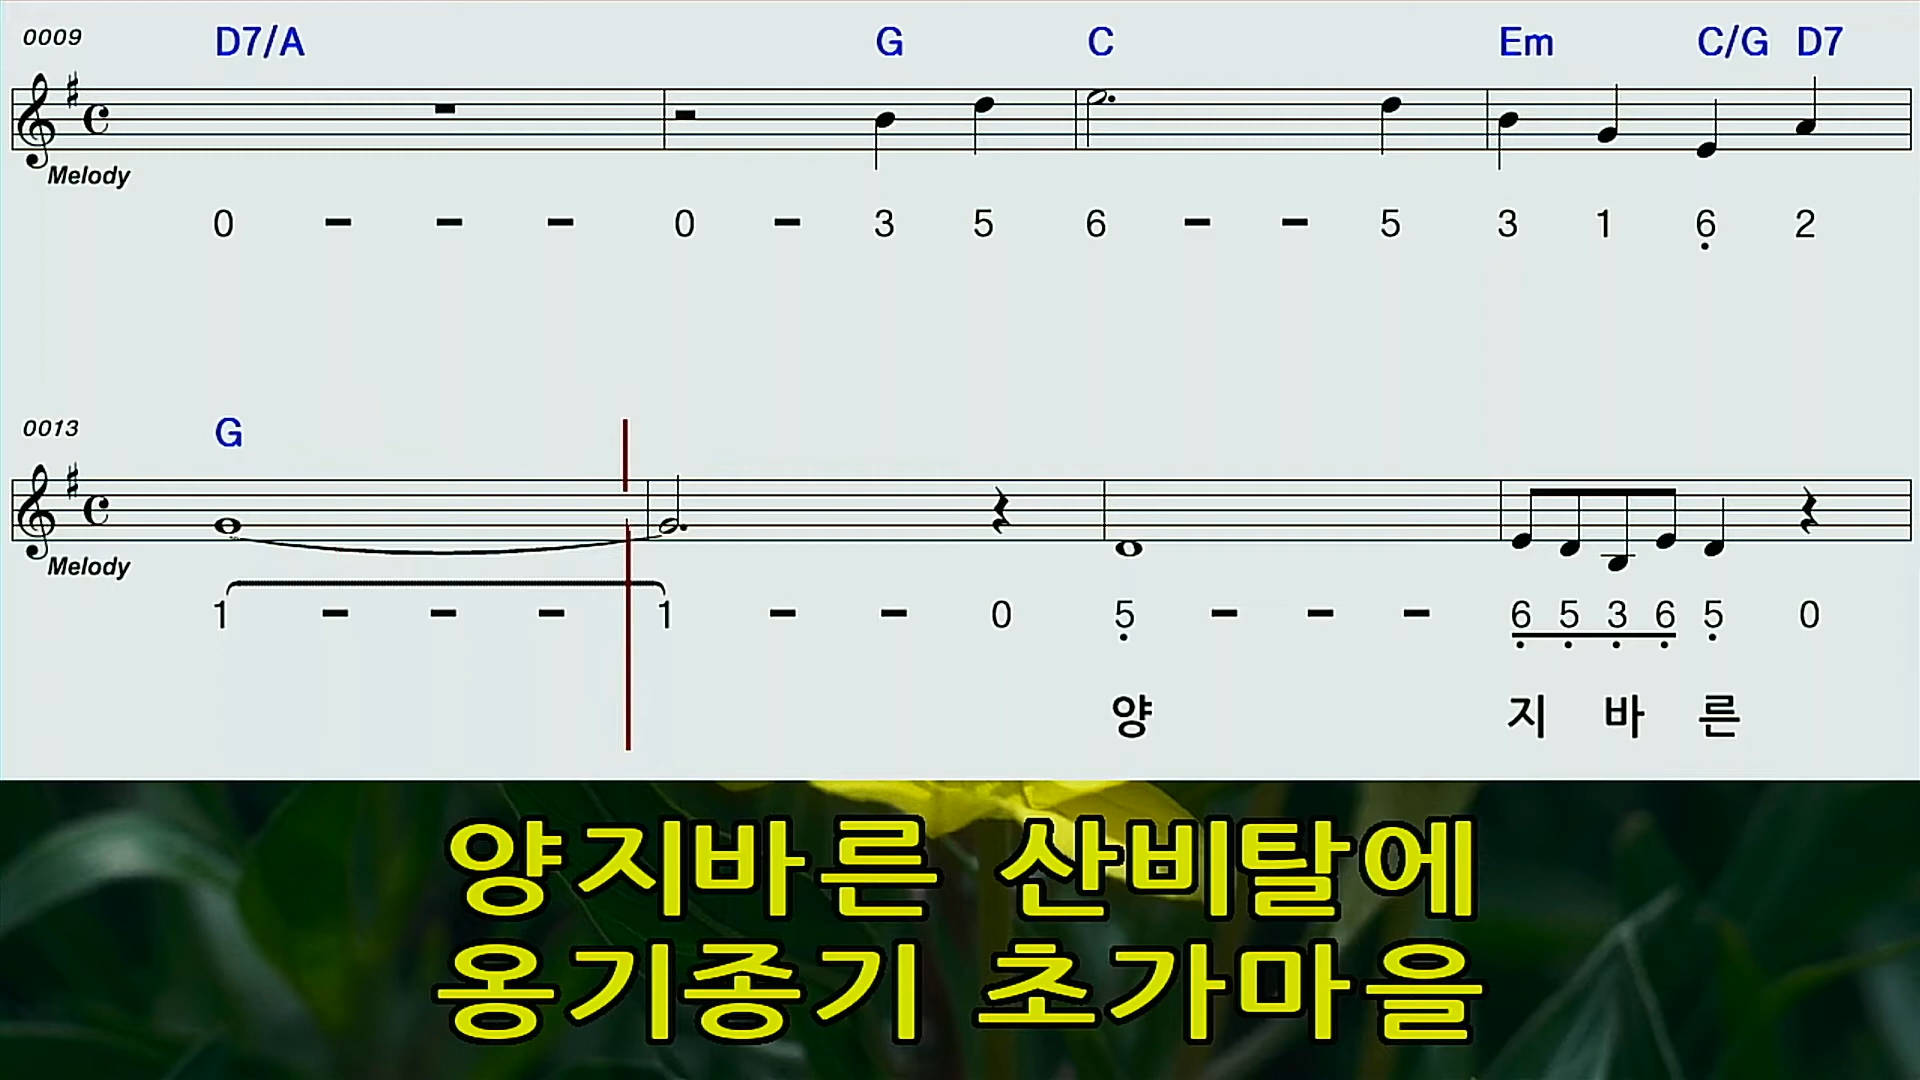 0009 D7/A G C Em C/G D7
Melody
0 - - - 0 - 3 5 6 - - 5 3 1 6 2
0013 G
Melody
1 - - - 1 - - 0 5 - - - 6 5 3 6 5 0
양 지 바 른
양지바른 산비탈에
옹기종기 초가마을